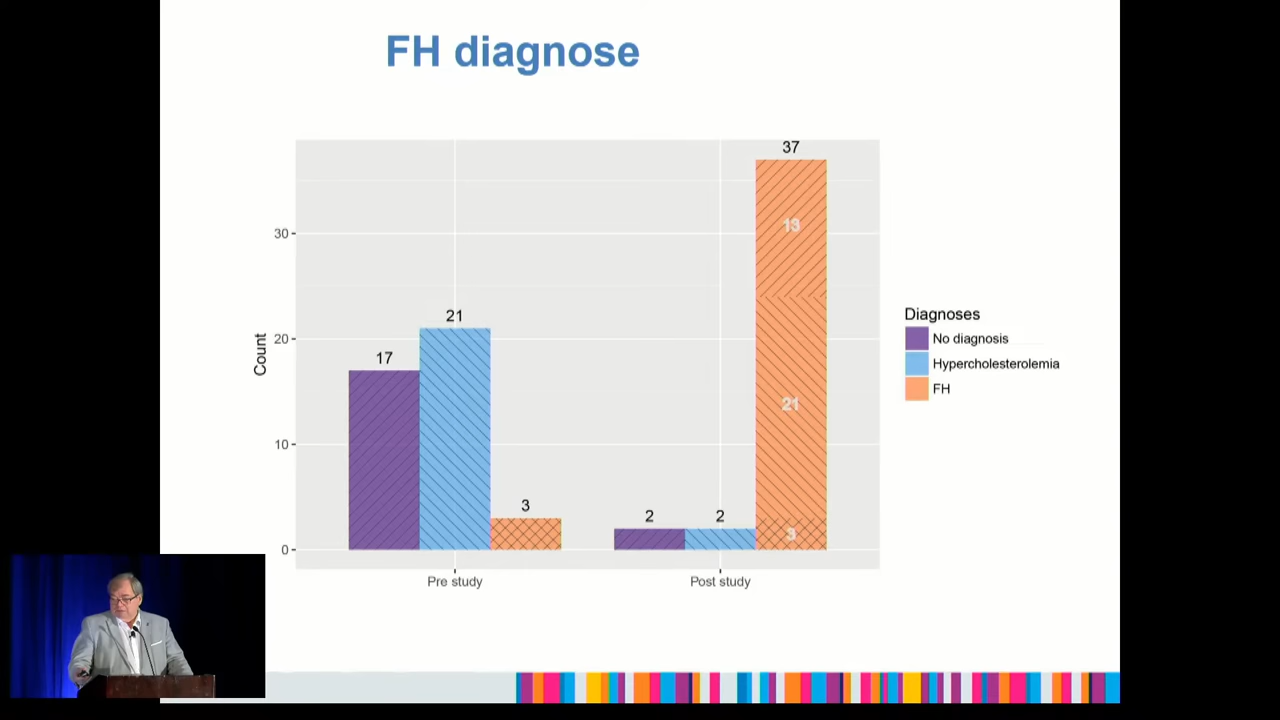 FH diagnose
37
30
13
21
Diagnoses
No diagnosis
Hypercholesterolemia
FH
Count
20
17
21
10
3
2
2
3
0
Pre study
Post study